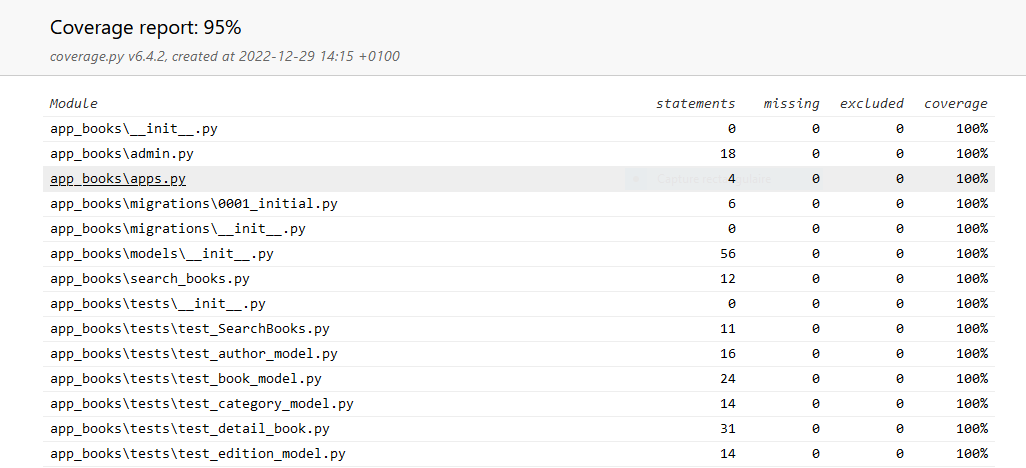 Coverage report: 95%
coverage.py v6.4.2, created at 2022-12-29 14:15 +0100
Module statements missing excluded coverage
app_books\__init__.py 0 0 0 100%
app_books\admin.py 18 0 0 100%
app_books\apps.py 4 0 0 100%
app_books\migrations\0001_initial.py 6 0 0 100%
app_books\migrations\__init__.py 0 0 0 100%
app_books\models\__init__.py 56 0 0 100%
app_books\search_books.py 12 0 0 100%
app_books\tests\__init__.py 0 0 0 100%
app_books\tests\test_SearchBooks.py 11 0 0 100%
app_books\tests\test_author_model.py 16 0 0 100%
app_books\tests\test_book_model.py 24 0 0 100%
app_books\tests\test_category_model.py 14 0 0 100%
app_books\tests\test_detail_book.py 31 0 0 100%
app_books\tests\test_edition_model.py 14 0 0 100%